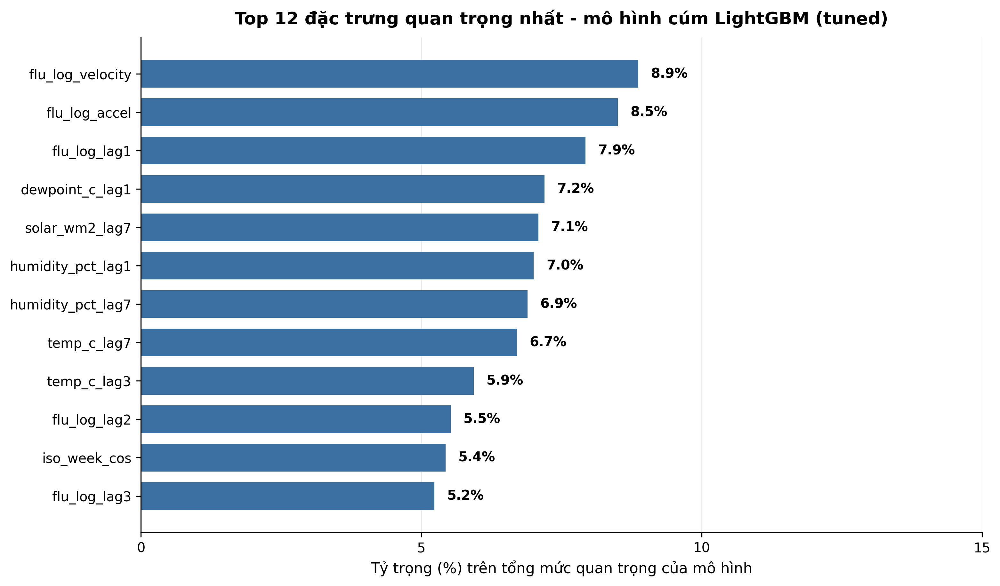 Top 12 đặc trưng quan trọng nhất - mô hình cúm LightGBM (tuned)
flu_log_velocity 8.9%
flu_log_accel 8.5%
flu_log_lag1 7.9%
dewpoint_c_lag1 7.2%
solar_wm2_lag7 7.1%
humidity_pct_lag1 7.0%
humidity_pct_lag7 6.9%
temp_c_lag7 6.7%
temp_c_lag3 5.9%
flu_log_lag2 5.5%
iso_week_cos 5.4%
flu_log_lag3 5.2%
0 5 10 15
Tỷ trọng (%) trên tổng mức quan trọng của mô hình